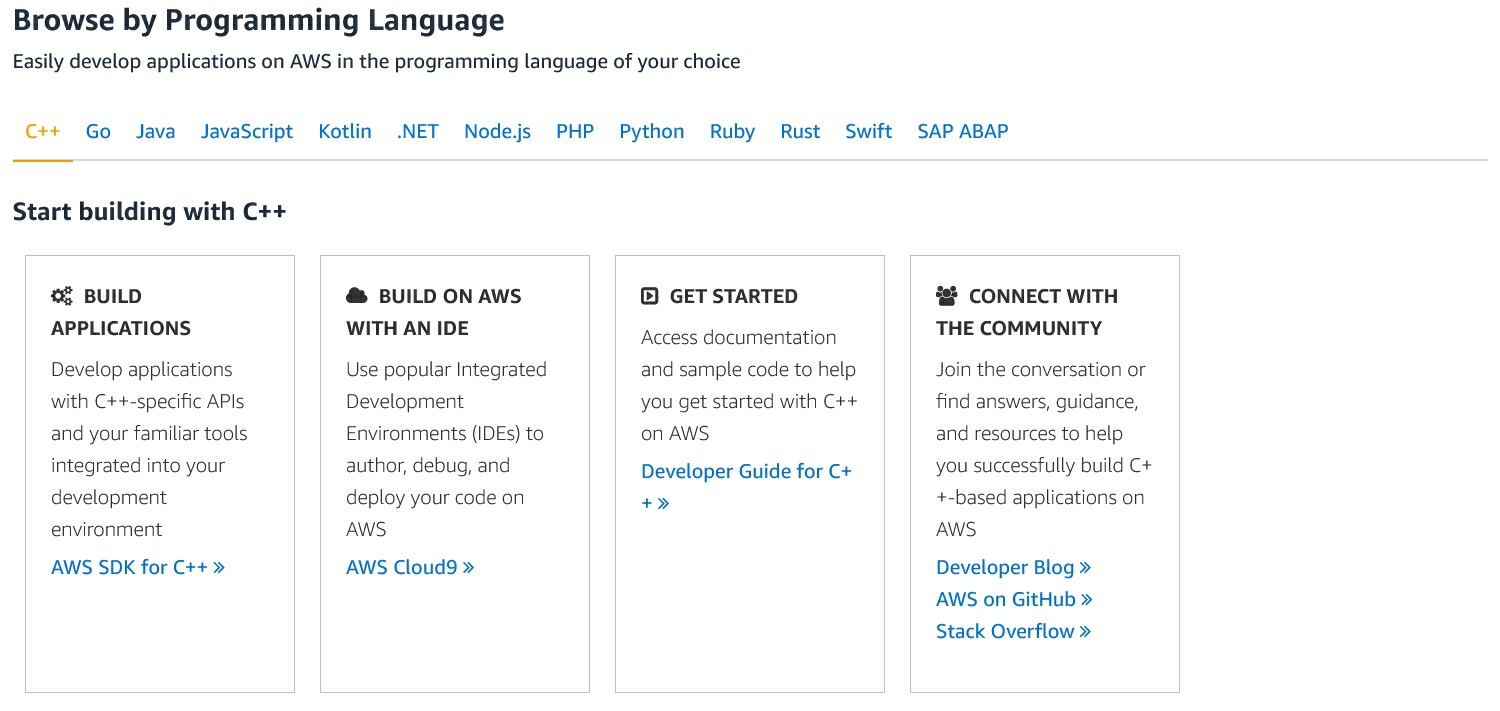 Browse by Programming Language
Easily develop applications on AWS in the programming language of your choice
C++ Go Java JavaScript Kotlin .NET Node.js PHP Python Ruby Rust Swift SAP ABAP
Start building with C++
BUILD
APPLICATIONS
Develop applications
with C++-specific APIs
and your familiar tools
integrated into your
development
environment
AWS SDK for C++ »
BUILD ON AWS
WITH AN IDE
Use popular Integrated
Development
Environments (IDEs) to
author, debug, and
deploy your code on
AWS
AWS Cloud9 »
GET STARTED
Access documentation
and sample code to help
you get started with C++
on AWS
Developer Guide for C+
+ »
CONNECT WITH
THE COMMUNITY
Join the conversation or
find answers, guidance,
and resources to help
you successfully build C+
+-based applications on
AWS
Developer Blog »
AWS on GitHub »
Stack Overflow »